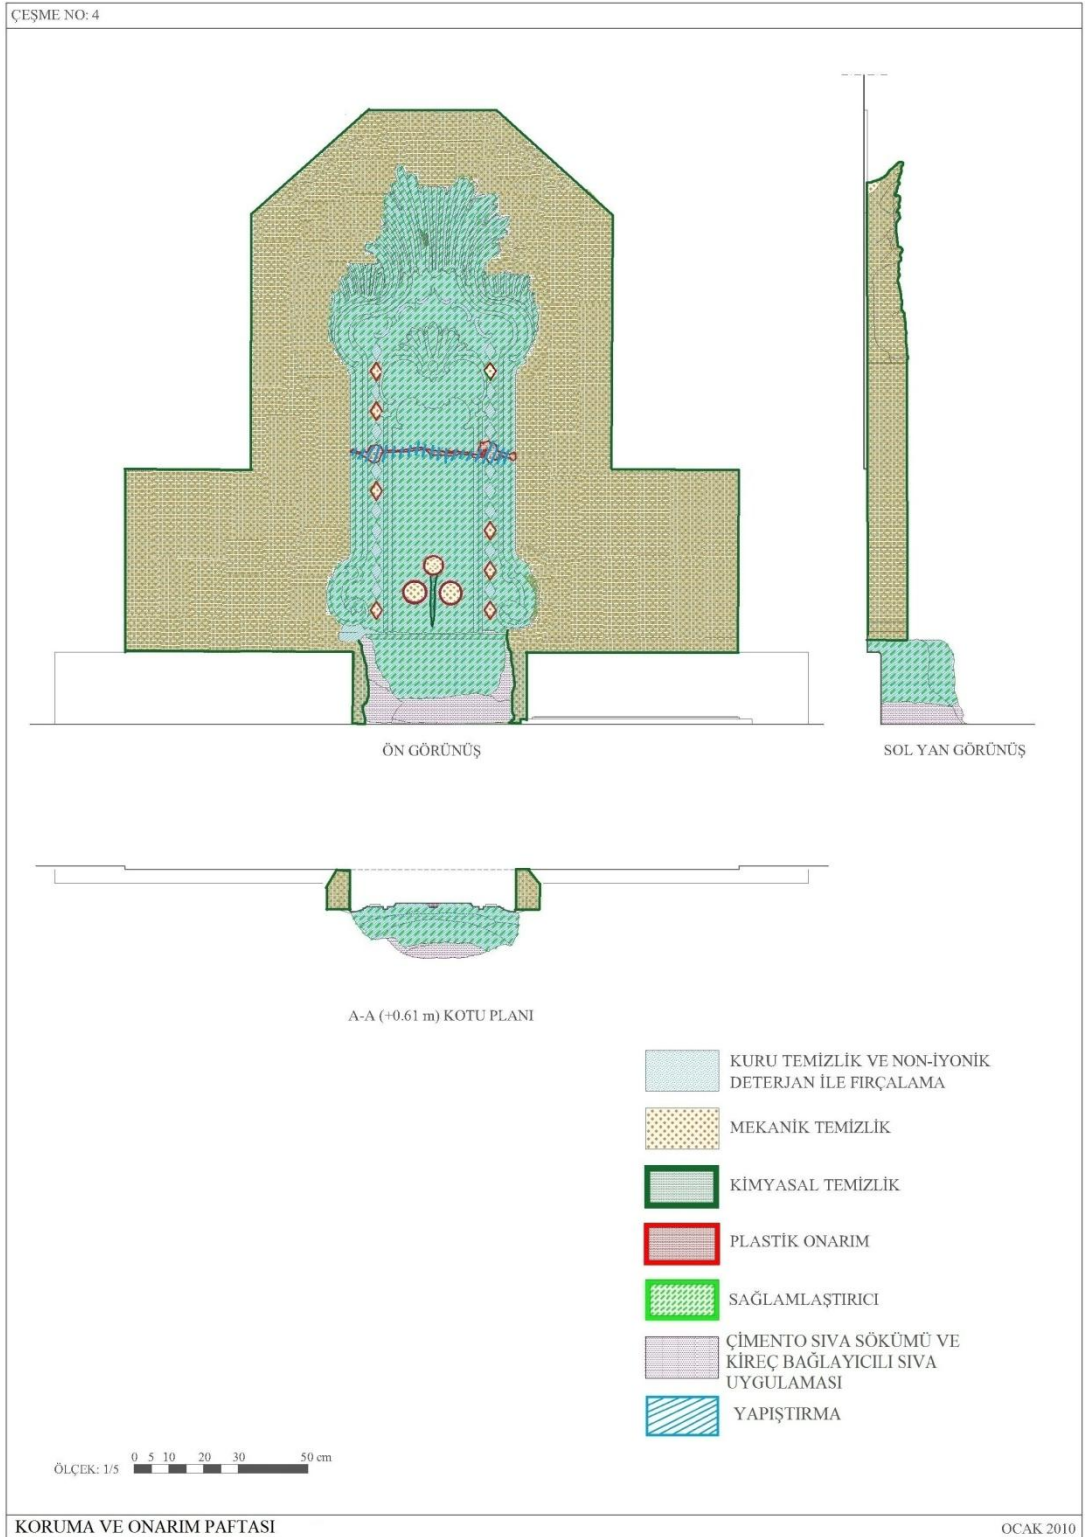 ÇEŞME NO: 4
ÖN GÖRÜNÜŞ
SOL YAN GÖRÜNÜŞ
A-A (+0.61 m) KOTU PLANI
KURU TEMİZLİK VE NON-İYONİK
DETERJAN İLE FIRÇALAMA
MEKANİK TEMİZLİK
KİMYASAL TEMİZLİK
PLASTİK ONARIM
SAĞLAMLAŞTIRICI
ÇİMENTO SIVA SÖKÜMÜ VE
KİREÇ BAĞLAYICILI SIVA
UYGULAMASI
YAPIŞTIRMA
ÖLÇEK: 1/5 0 5 10 20 30 50 cm
KORUMA VE ONARIM PAFTASI
OCAK 2010